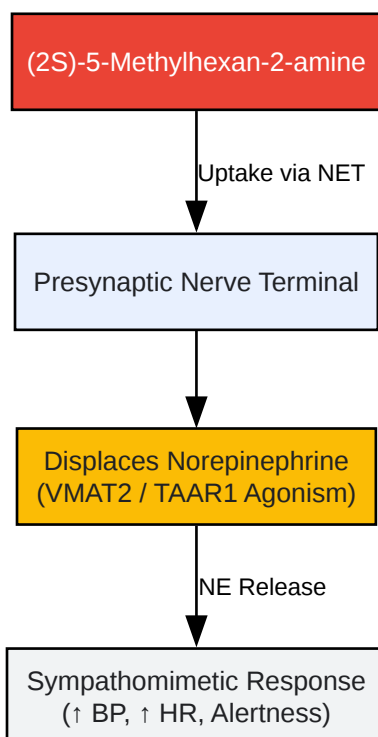 (2S)-5-Methylhexan-2-amine
Uptake via NET
Presynaptic Nerve Terminal
Displaces Norepinephrine
(VMAT2 / TAAR1 Agonism)
NE Release
Sympathomimetic Response
(↑ BP, ↑ HR, Alertness)